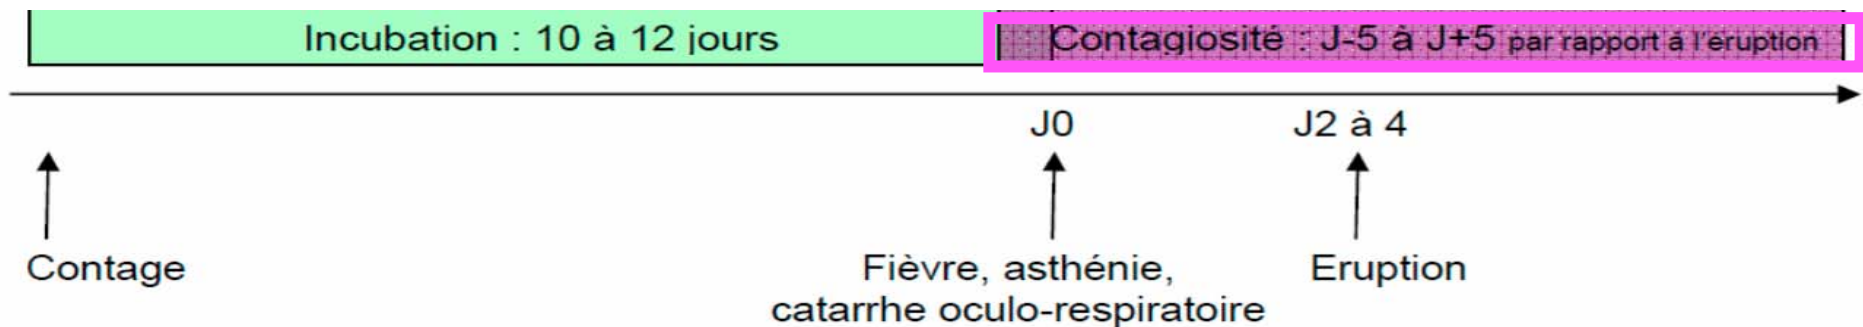 Incubation : 10 à 12 jours
Contagiosité : J-5 à J+5 par rapport à l'éruption
J0
J2 à 4
Contage
Fièvre, asthénie,
catarrhe oculo-respiratoire
Eruption